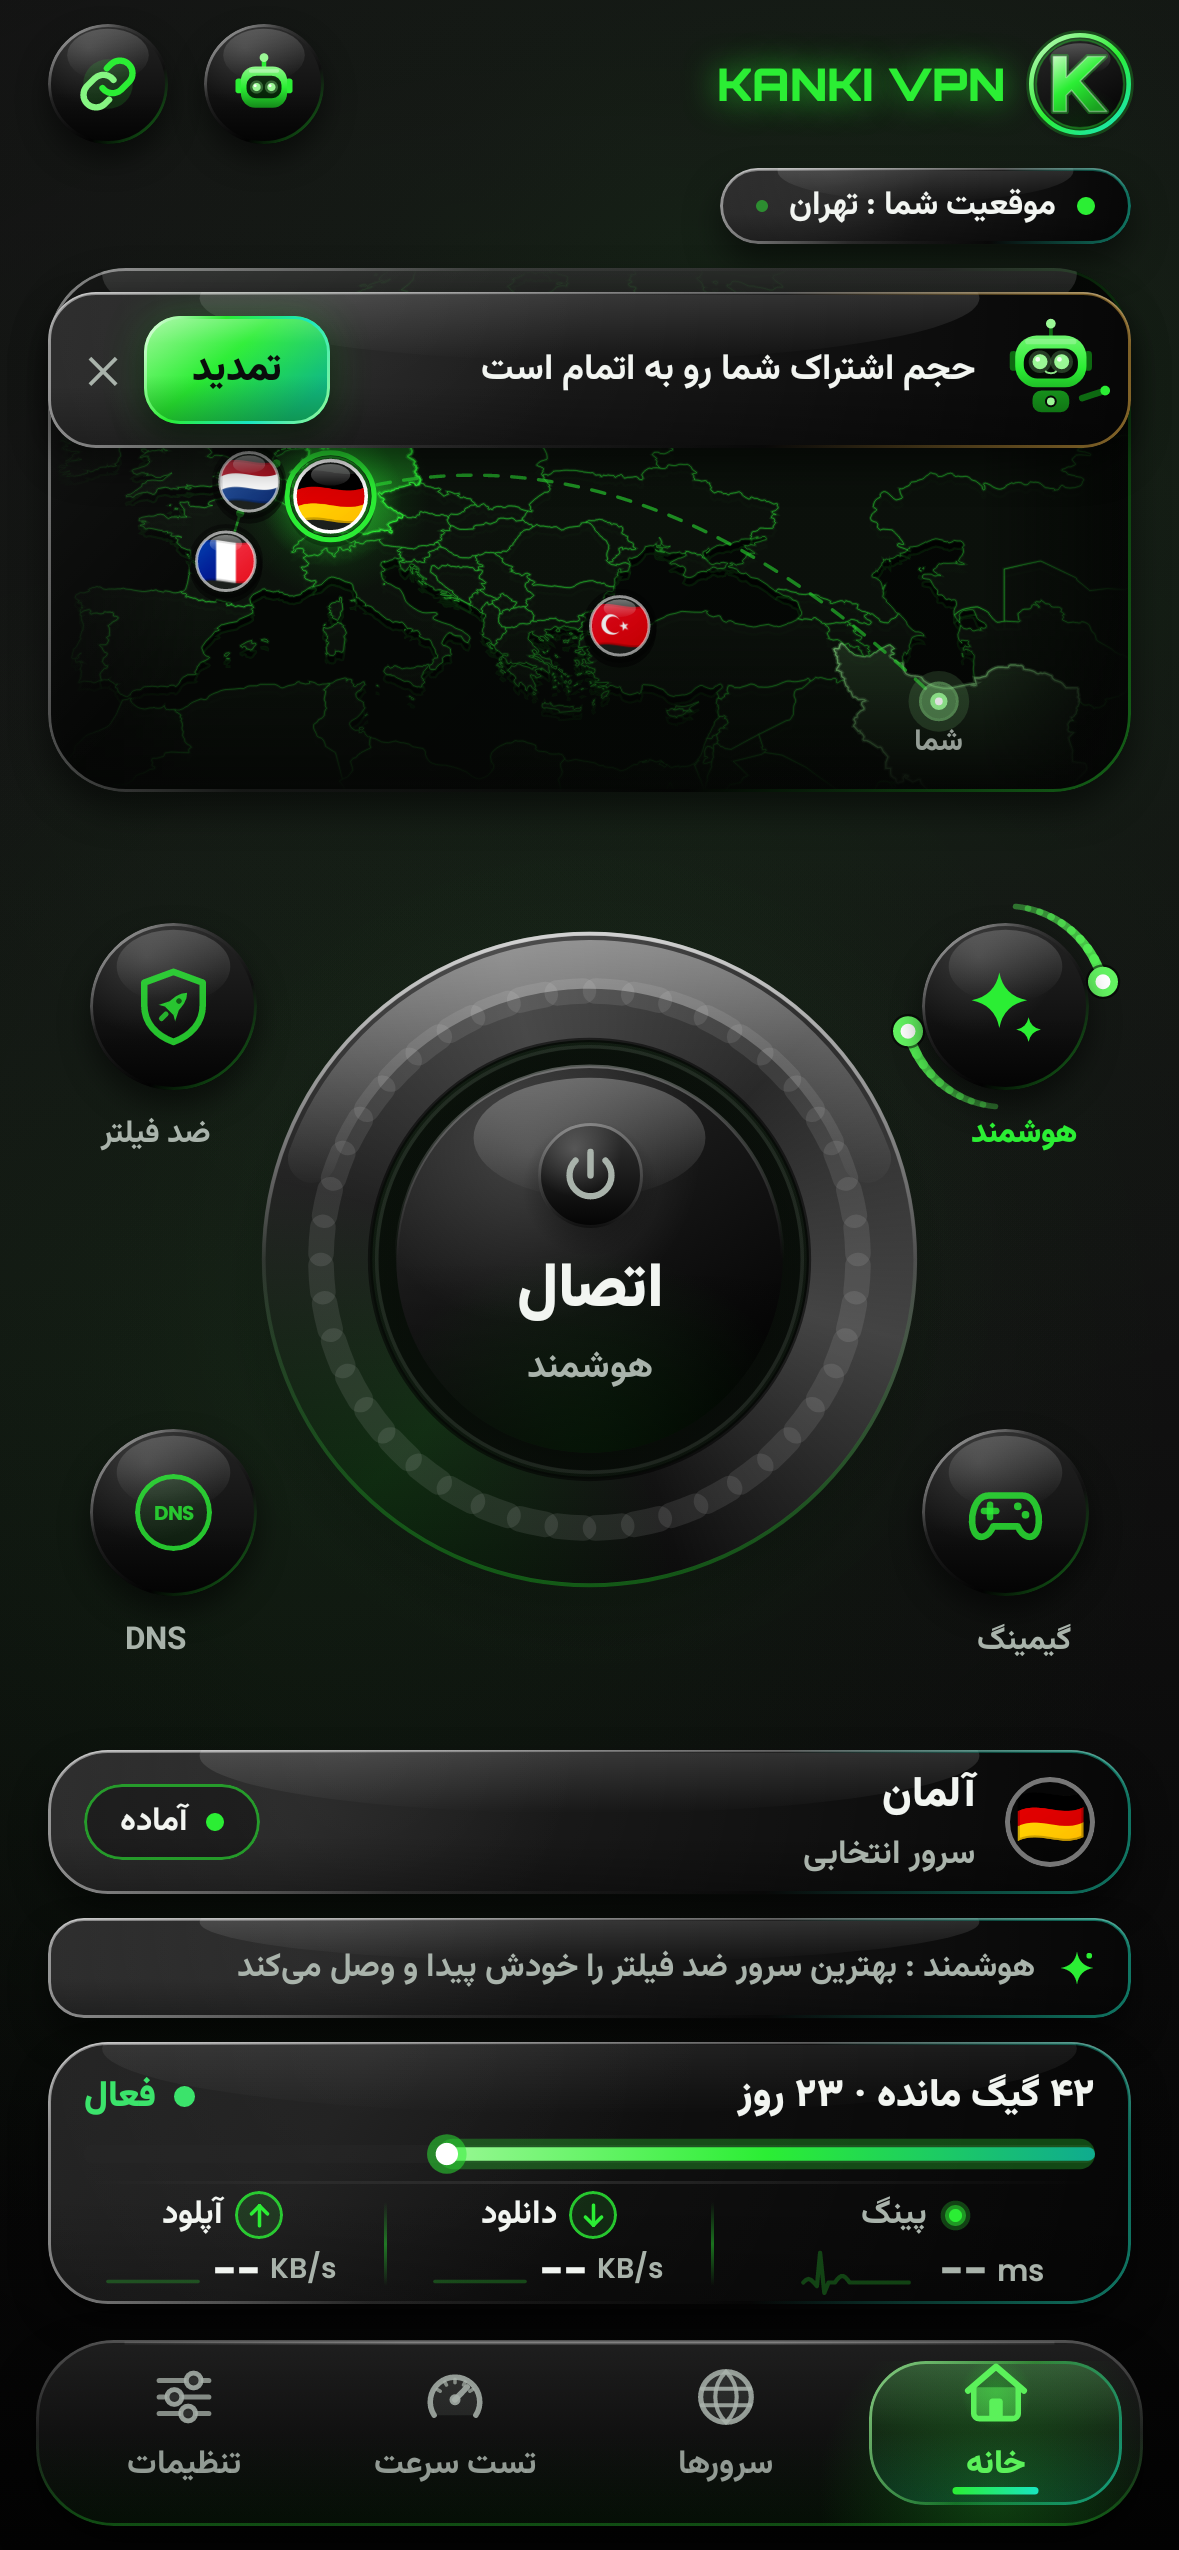 KANKI VPN
K
موقعیت شما : تهران
حجم اشتراک شما رو به اتمام است
تمدید
شما
هوشمند
ضد فیلتر
اتصال
هوشمند
گیمینگ
DNS
DNS
آلمان
سرور انتخابی
آماده
هوشمند : بهترین سرور ضد فیلتر را خودش پیدا و وصل می‌کند
۴۲ گیگ مانده · ۲۳ روز
فعال
پینگ
-- ms
دانلود
-- KB/s
آپلود
-- KB/s
خانه
سرورها
تست سرعت
تنظیمات